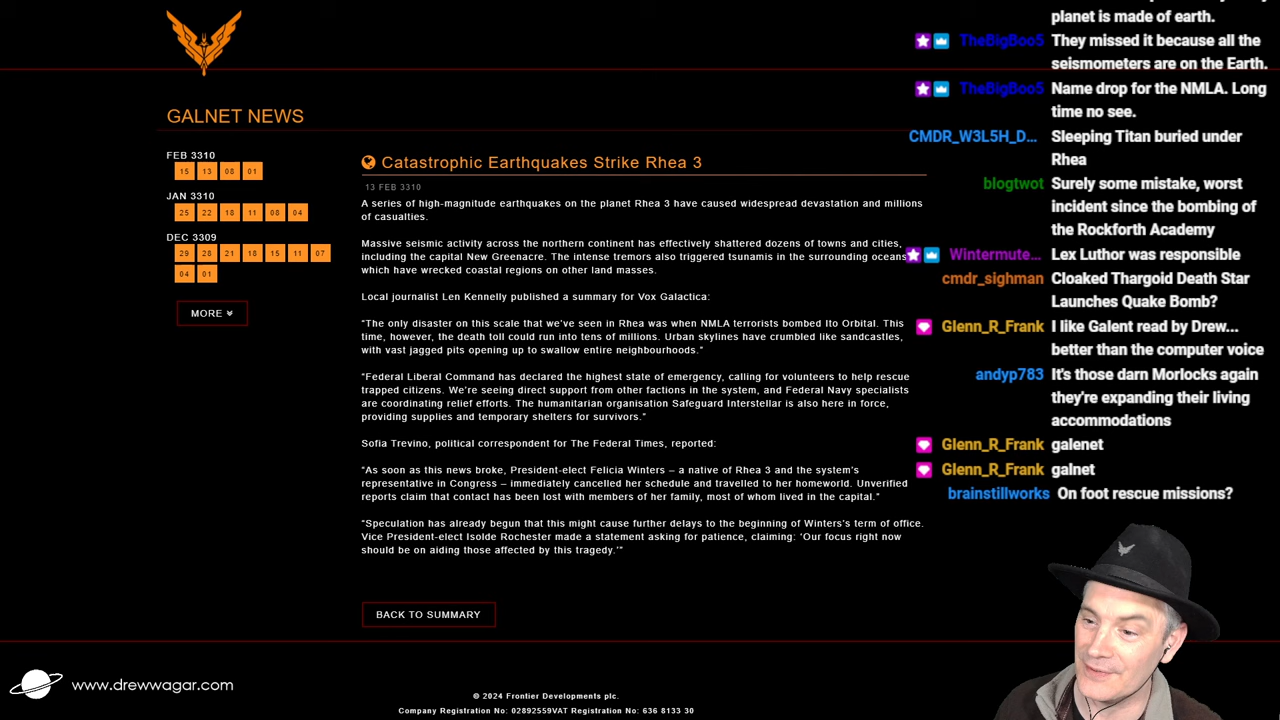 GALNET NEWS
FEB 3310
15 13 08 01
JAN 3310
25 22 18 11 08 04
DEC 3309
29 28 21 18 15 11 07
04 01
MORE
Catastrophic Earthquakes Strike Rhea 3
13 FEB 3310
A series of high-magnitude earthquakes on the planet Rhea 3 have caused widespread devastation and millions
of casualties.
Massive seismic activity across the northern continent has effectively shattered dozens of towns and cities,
including the capital New Greenacre. The intense tremors also triggered tsunamis in the surrounding oceans
which have wrecked coastal regions on other land masses.
Local journalist Len Kennelly published a summary for Vox Galactica:
“The only disaster on this scale that we’ve seen in Rhea was when NMLA terrorists bombed Ito Orbital. This
time, however, the death toll could run into tens of millions. Urban skylines have crumbled like sandcastles,
with vast jagged pits opening up to swallow entire neighbourhoods.”
“Federal Liberal Command has declared the highest state of emergency, calling for volunteers to help rescue
trapped citizens. We’re seeing direct support from other factions in the system, and Federal Navy specialists
are coordinating relief efforts. The humanitarian organisation Safeguard Interstellar is also here in force,
providing supplies and temporary shelters for survivors.”
Sofia Trevino, political correspondent for The Federal Times, reported:
“As soon as this news broke, President-elect Felicia Winters – a native of Rhea 3 and the system’s
representative in Congress – immediately cancelled her schedule and travelled to her homeworld. Unverified
reports claim that contact has been lost with members of her family, most of whom lived in the capital.”
“Speculation has already begun that this might cause further delays to the beginning of Winters’s term of office.
Vice President-elect Isolde Rochester made a statement asking for patience, claiming: ‘Our focus right now
should be on aiding those affected by this tragedy.’”
BACK TO SUMMARY
www.drewwagar.com
© 2024 Frontier Developments plc.
Company Registration No: 02892559VAT Registration No: 636 8133 30
planet is made of earth.
TheBigBoo5 They missed it because all the
seismometers are on the Earth.
TheBigBoo5 Name drop for the NMLA. Long
time no see.
CMDR_W3L5H_D... Sleeping Titan buried under
Rhea
blogtwot Surely some mistake, worst
incident since the bombing of
the Rockforth Academy
Wintermute... Lex Luthor was responsible
cmdr_sighman Cloaked Thargoid Death Star
Launches Quake Bomb?
Glenn_R_Frank I like Galent read by Drew...
better than the computer voice
andyp783 It's those darn Morlocks again
they're expanding their living
accommodations
Glenn_R_Frank galenet
Glenn_R_Frank galnet
brainstillworks On foot rescue missions?